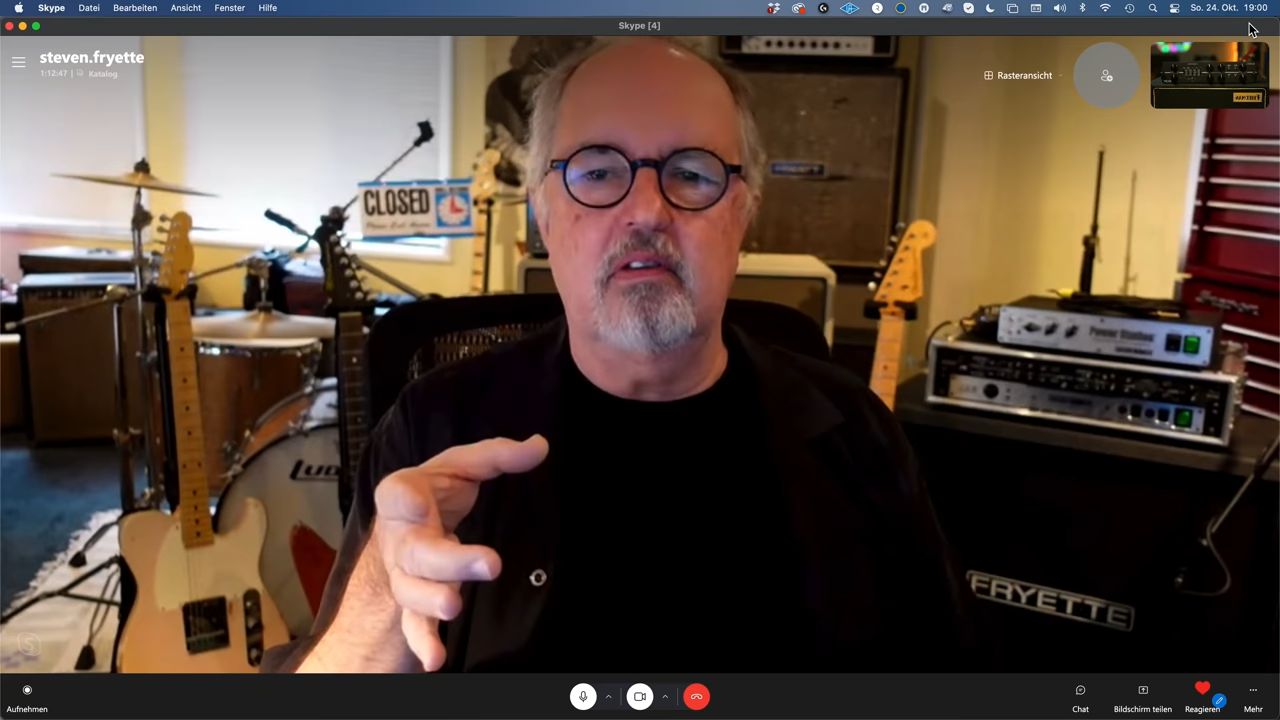 Skype Datei Bearbeiten Ansicht Fenster Hilfe
So. 24. Okt. 19:00
Skype [4]
steven.fryette
1:12:47 | Katalog
Rasteransicht
CLOSED
Power Station
FRYETTE
Aufnehmen
Chat
Bildschirm teilen
Reagieren
Mehr